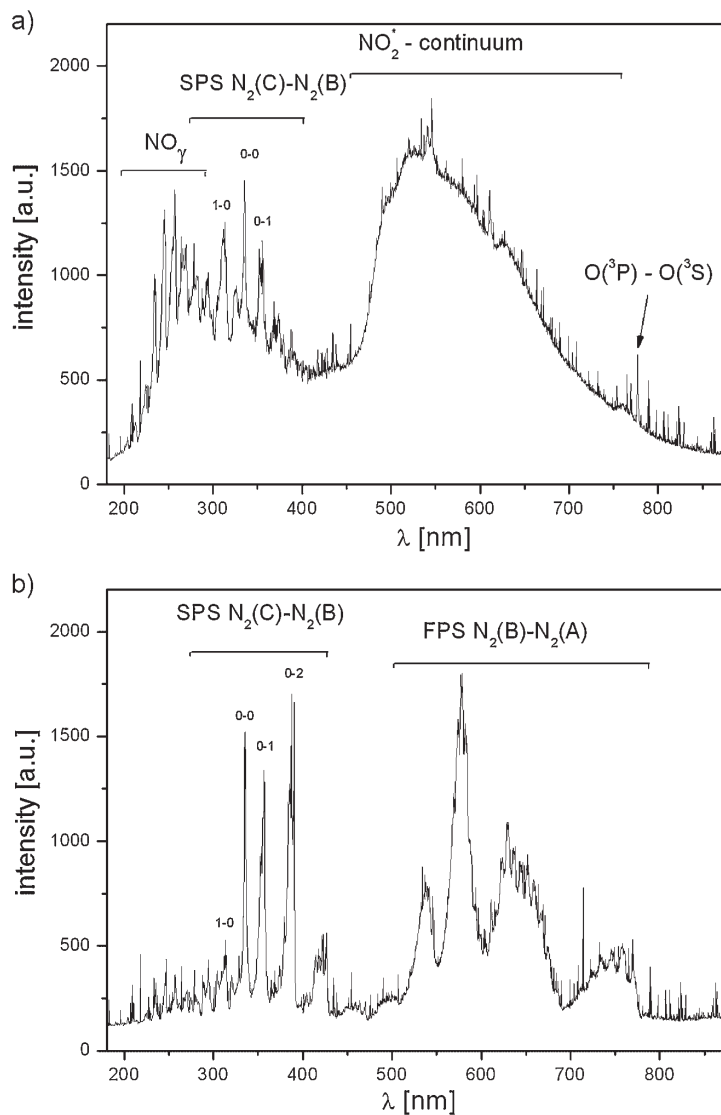 a)
NO₂* - continuum
SPS N₂(C)-N₂(B)
NOγ
0-0
1-0
0-1
O(³P) - O(³S)
intensity [a.u.]
2000
1500
1000
500
0
200 300 400 500 600 700 800
λ [nm]
b)
SPS N₂(C)-N₂(B)
FPS N₂(B)-N₂(A)
0-2
0-0
0-1
1-0
intensity [a.u.]
2000
1500
1000
500
0
200 300 400 500 600 700 800
λ [nm]